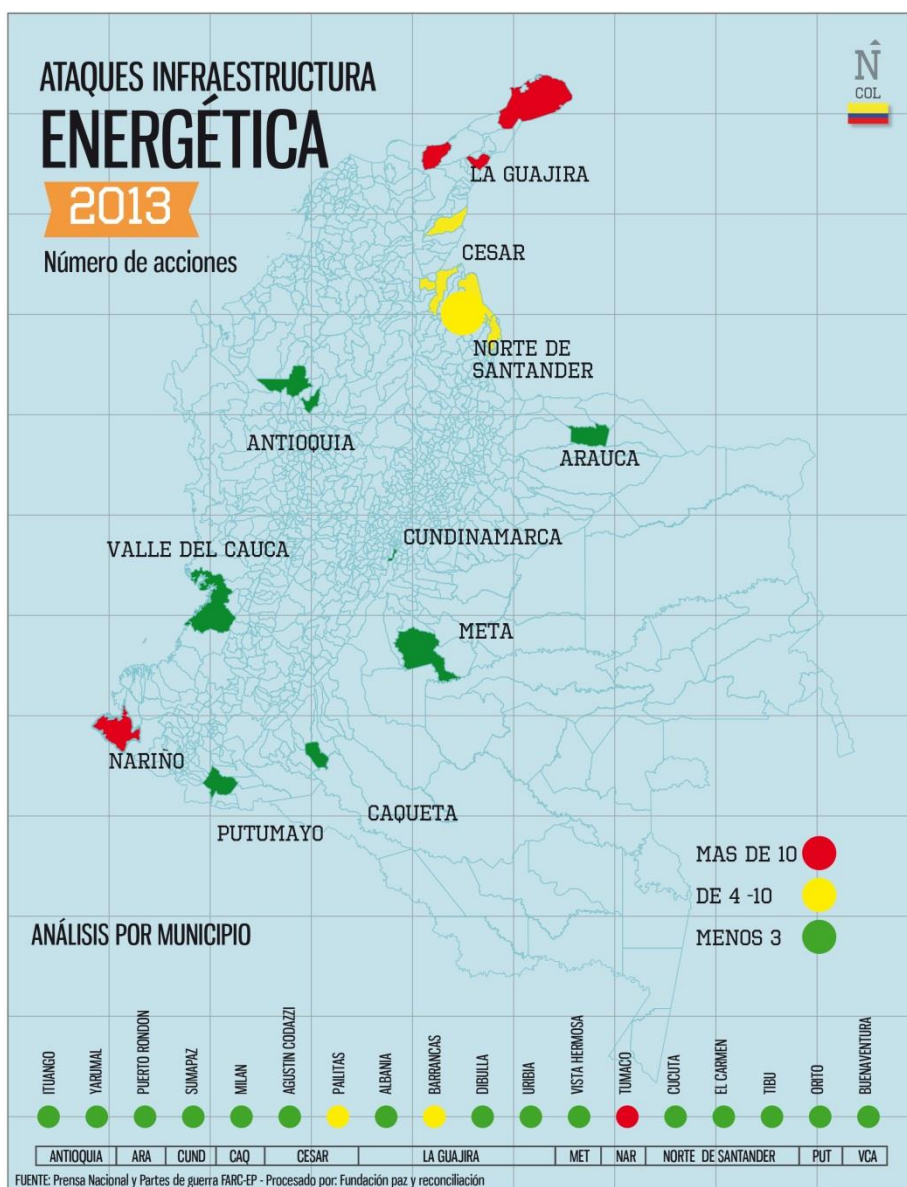 ATAQUES INFRAESTRUCTURA
ENERGÉTICA
2013
Número de acciones
N
COL
LA GUAJIRA
CESAR
NORTE DE
SANTANDER
ANTIOQUIA
ARAUCA
CUNDINAMARCA
VALLE DEL CAUCA
META
NARIÑO
CAQUETA
PUTUMAYO
MAS DE 10
DE 4 -10
MENOS 3
ANÁLISIS POR MUNICIPIO
ITUANGO
YARUMAL
PUERTO RONDON
SUMAPAZ
MILAN
AGUSTIN CODAZZI
PAILITAS
ALBANIA
BARRANCAS
DIBULLA
URIBIA
VISTA HERMOSA
TUMACO
CUCUTA
EL CARMEN
TIBU
ORITO
BUENAVENTURA
ANTIOQUIA ARA CUND CAQ CESAR LA GUAJIRA MET NAR NORTE DE SANTANDER PUT VCA
FUENTE: Prensa Nacional y Partes de guerra FARC-EP - Procesado por: Fundación paz y reconciliación